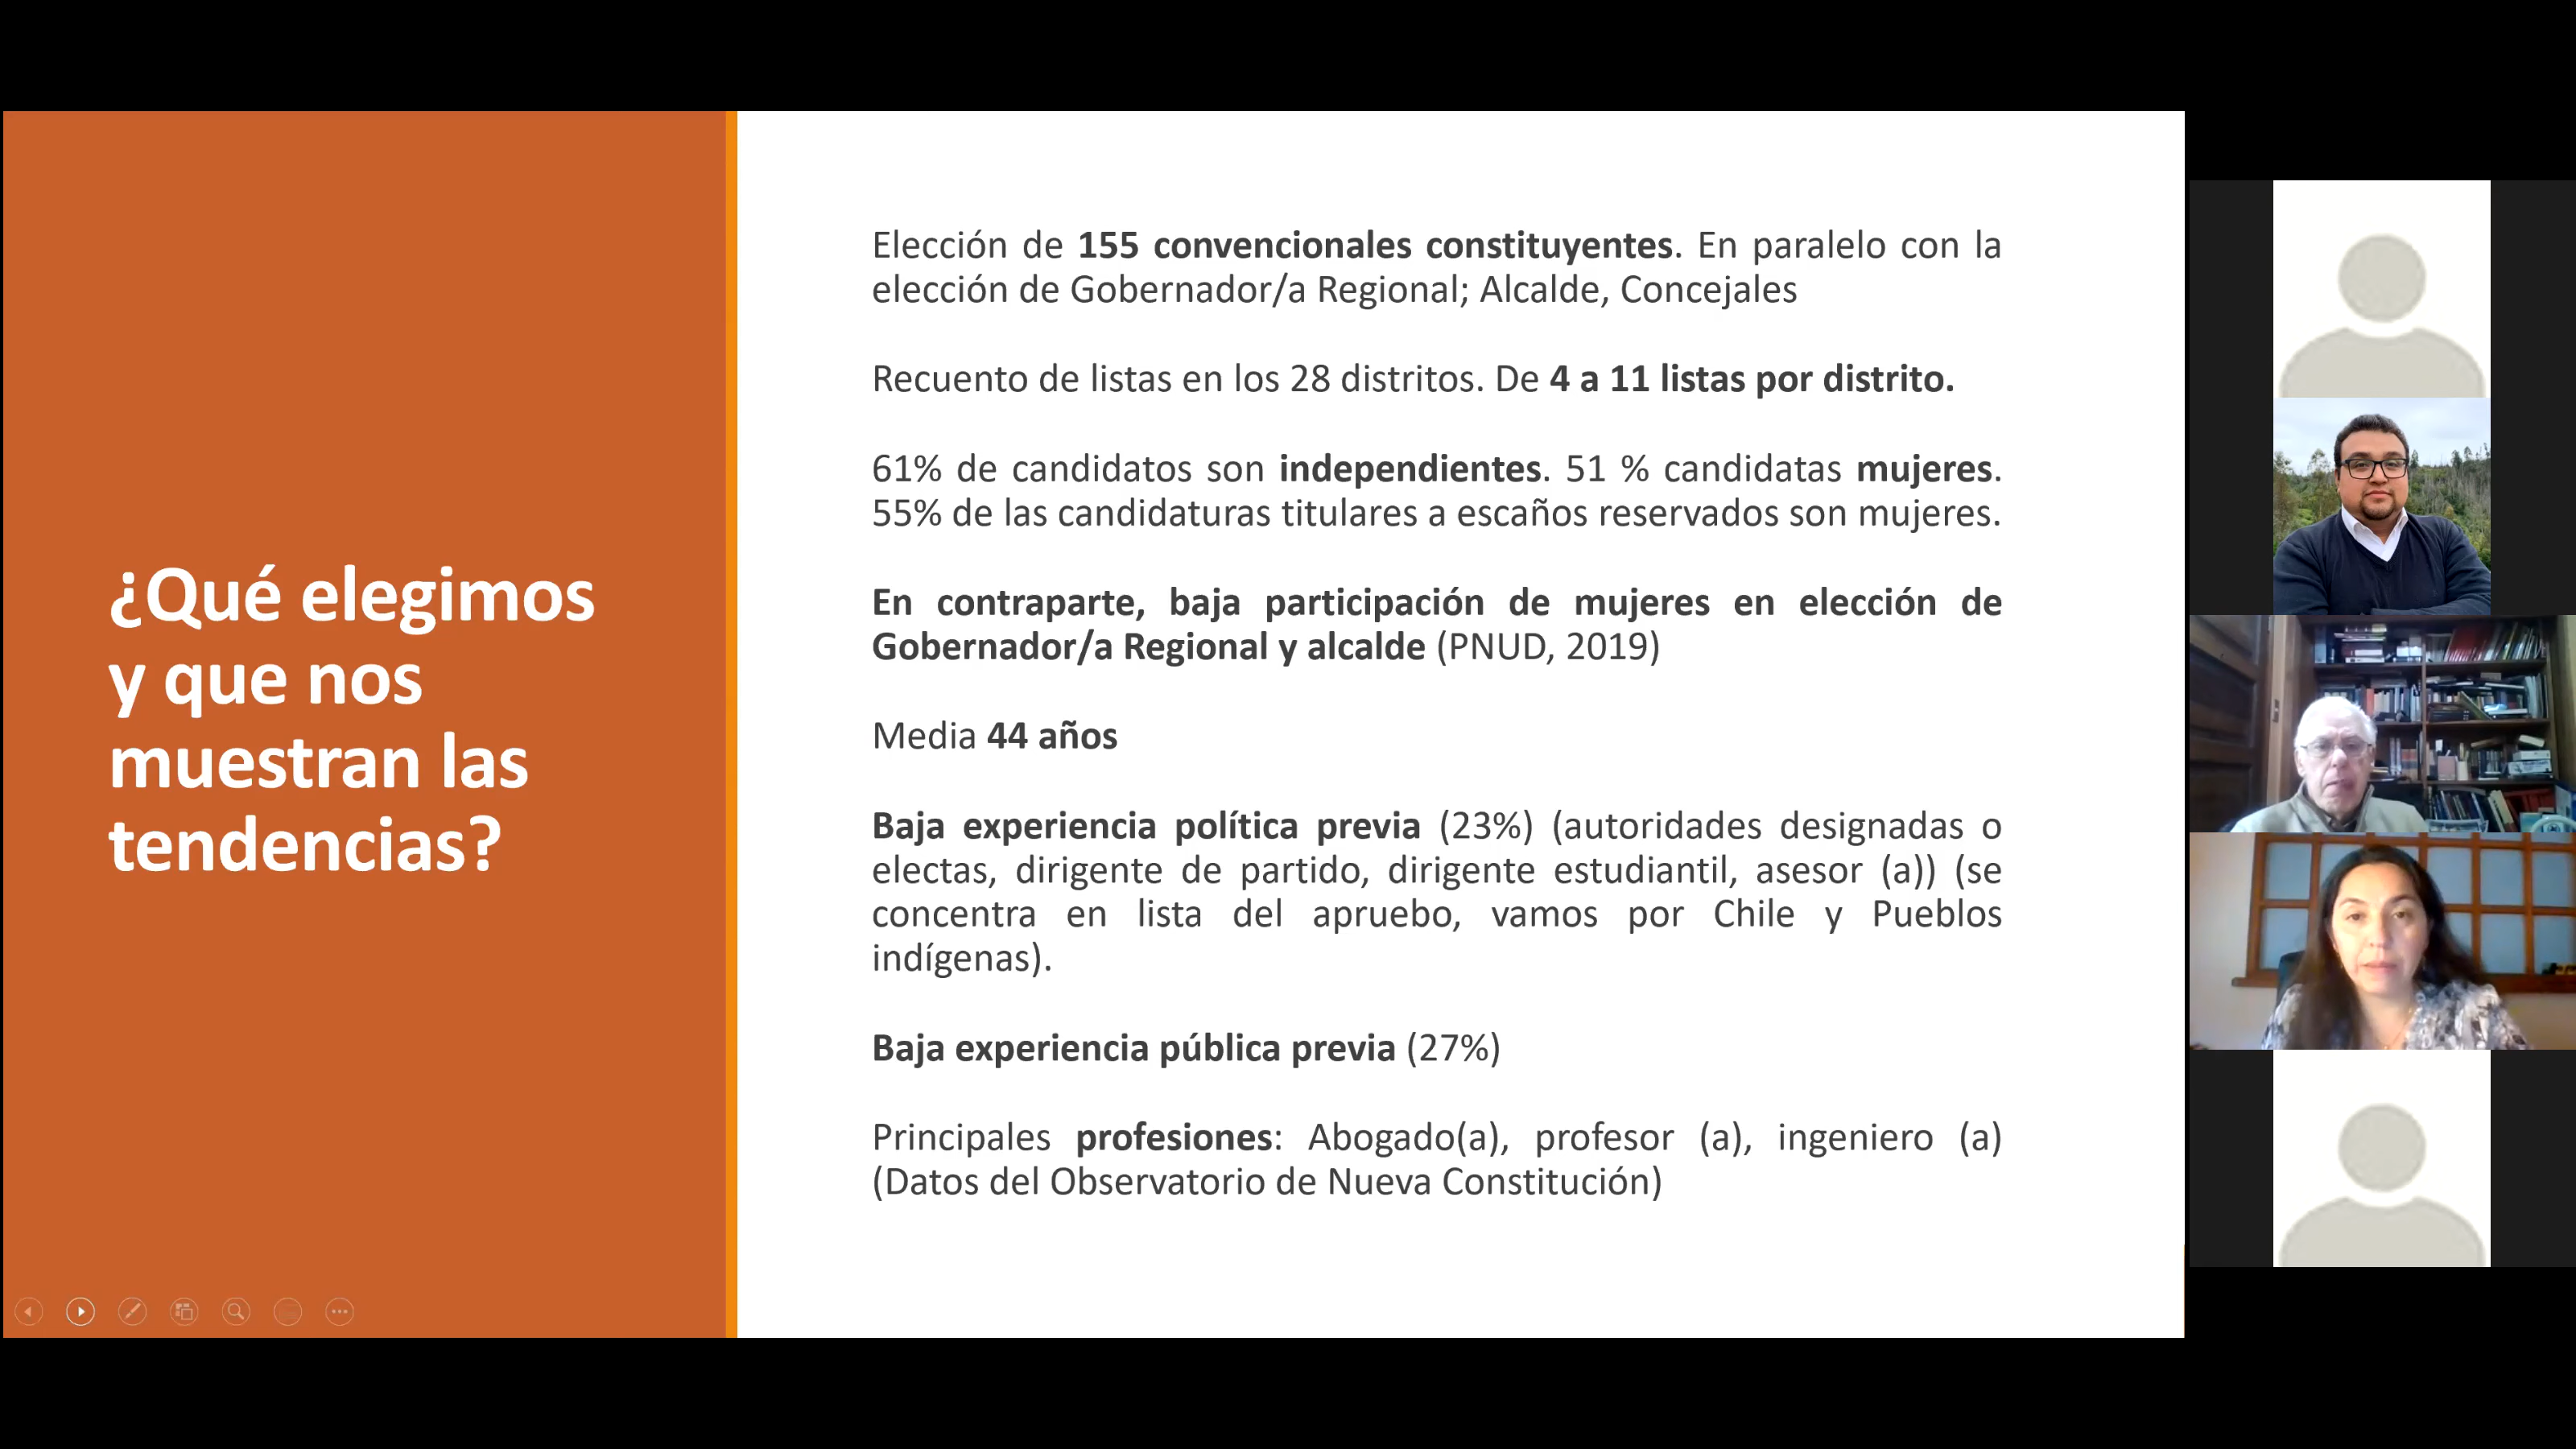 ¿Qué elegimos
y que nos
muestran las
tendencias?
Elección de 155 convencionales constituyentes. En paralelo con la
elección de Gobernador/a Regional; Alcalde, Concejales
Recuento de listas en los 28 distritos. De 4 a 11 listas por distrito.
61% de candidatos son independientes. 51 % candidatas mujeres.
55% de las candidaturas titulares a escaños reservados son mujeres.
En contraparte, baja participación de mujeres en elección de
Gobernador/a Regional y alcalde (PNUD, 2019)
Media 44 años
Baja experiencia política previa (23%) (autoridades designadas o
electas, dirigente de partido, dirigente estudiantil, asesor (a)) (se
concentra en lista del apruebo, vamos por Chile y Pueblos
indígenas).
Baja experiencia pública previa (27%)
Principales profesiones: Abogado(a), profesor (a), ingeniero (a)
(Datos del Observatorio de Nueva Constitución)